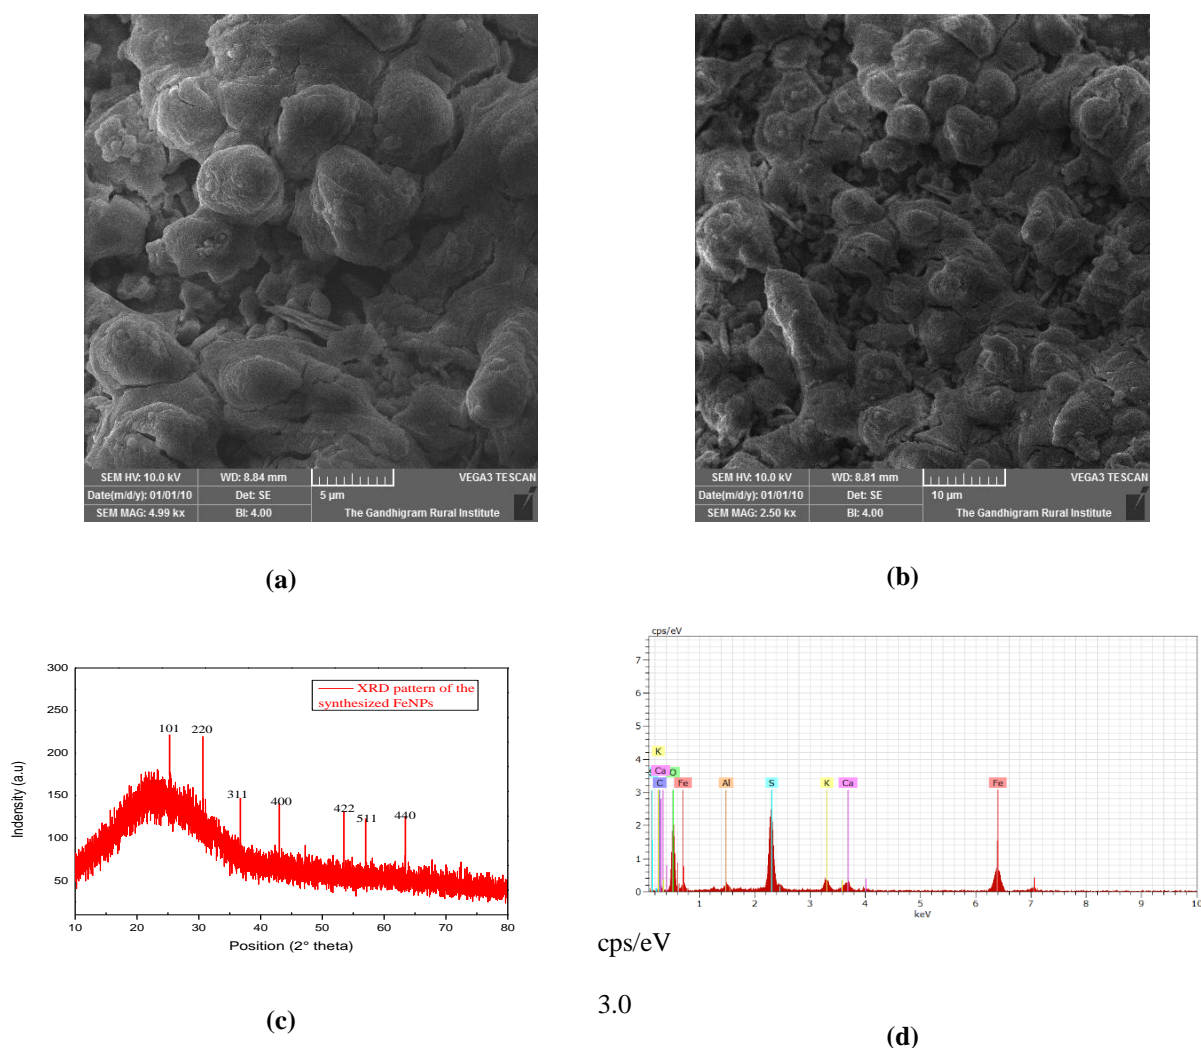 SEM HV: 10.0 kV WD: 8.84 mm VEGA3 TESCAN
Date(m/d/y): 01/01/10 Det: SE 5 µm
SEM MAG: 4.99 kx BI: 4.00 The Gandhigram Rural Institute
(a)
SEM HV: 10.0 kV WD: 8.81 mm VEGA3 TESCAN
Date(m/d/y): 01/01/10 Det: SE 10 µm
SEM MAG: 2.50 kx BI: 4.00 The Gandhigram Rural Institute
(b)
300
250
200
150
100
50
Indensity (a.u)
XRD pattern of the
synthesized FeNPs
101 220
311 400 422 511 440
10 20 30 40 50 60 70 80
Position (2° theta)
(c)
cps/eV
7
6
5
4
3
2
1
0
K
Ca O
C Fe Al S K Ca Fe
1 2 3 4 5 6 7 8 9 10
keV
cps/eV
3.0
(d)